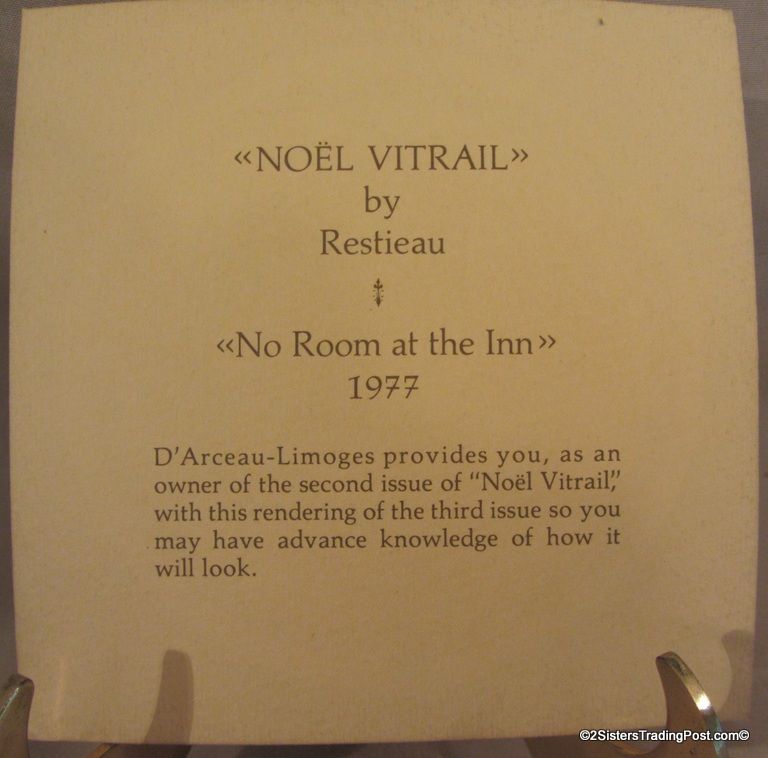 «NOËL VITRAIL»
by
Restieau
«No Room at the Inn»
1977
D'Arceau-Limoges provides you, as an
owner of the second issue of "Noël Vitrail,"
with this rendering of the third issue so you
may have advance knowledge of how it
will look.
©2SistersTradingPost.com©